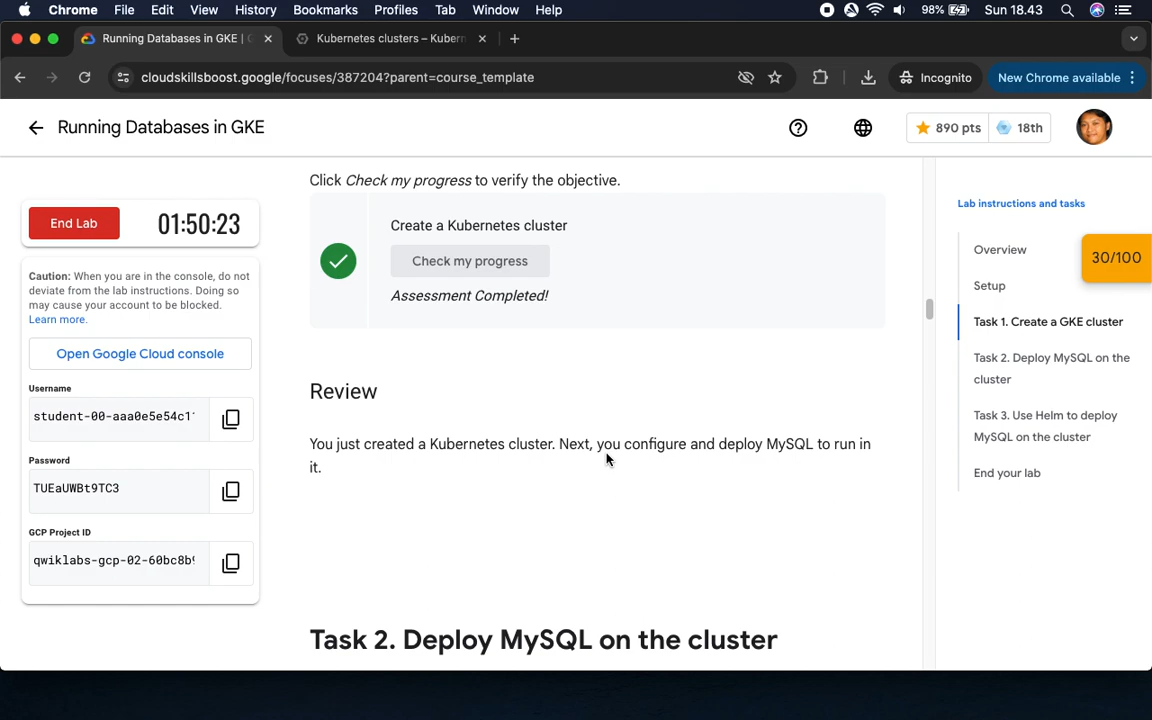 Chrome File Edit View History Bookmarks Profiles Tab Window Help 98% Sun 18.43
Running Databases in GKE | Kubernetes clusters – Kubern
cloudskillsboost.google/focuses/387204?parent=course_template Incognito New Chrome available
Running Databases in GKE 890 pts 18th
End Lab 01:50:23
Caution: When you are in the console, do not
deviate from the lab instructions. Doing so
may cause your account to be blocked.
Learn more.
Open Google Cloud console
Username
student-00-aaa0e5e54c1
Password
TUEaUWBt9TC3
GCP Project ID
qwiklabs-gcp-02-60bc8b
Click Check my progress to verify the objective.
Create a Kubernetes cluster
Check my progress
Assessment Completed!
Review
You just created a Kubernetes cluster. Next, you configure and deploy MySQL to run in
it.
Task 2. Deploy MySQL on the cluster
Lab instructions and tasks
Overview
30/100
Setup
Task 1. Create a GKE cluster
Task 2. Deploy MySQL on the
cluster
Task 3. Use Helm to deploy
MySQL on the cluster
End your lab